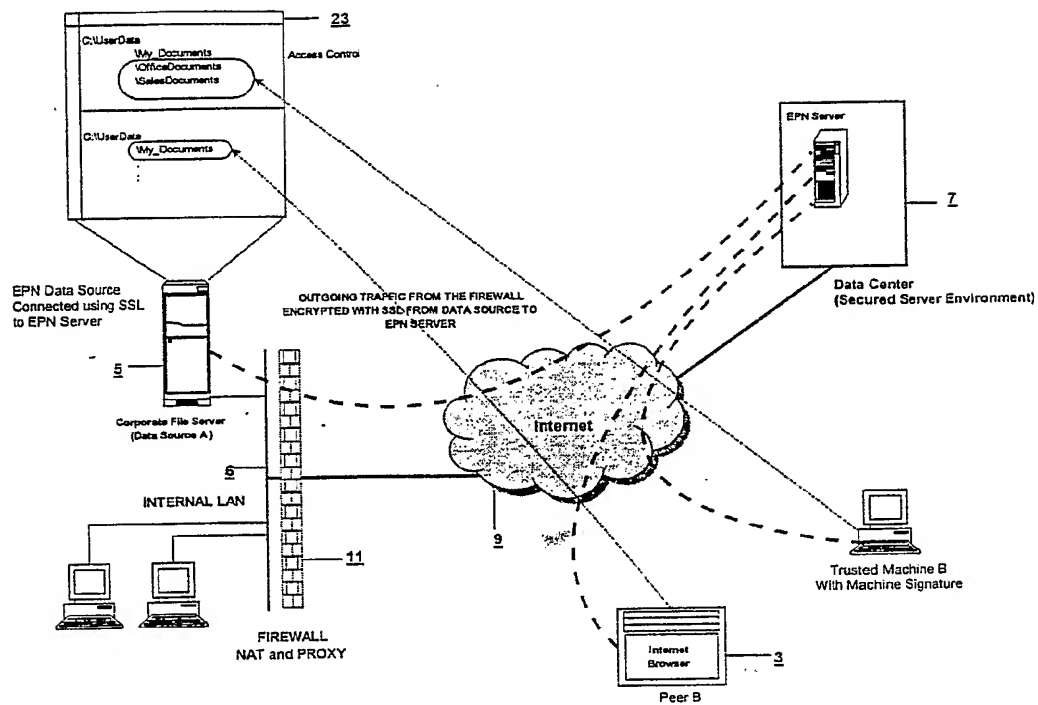 23
C:\UserData
\My_Documents
\OfficeDocuments
\SalesDocuments
Access Control
C:\UserData
\My_Documents
EPN Server
7
EPN Data Source
Connected using SSL
to EPN Server
OUTGOING TRAFFIC FROM THE FIREWALL
ENCRYPTED WITH SSL FROM DATA SOURCE TO
EPN SERVER
Data Center
(Secured Server Environment)
5
Corporate File Server
(Data Source A)
Internet
6
INTERNAL LAN
9
11
Trusted Machine B
With Machine Signature
FIREWALL
NAT and PROXY
Internet
Browser
3
Peer B